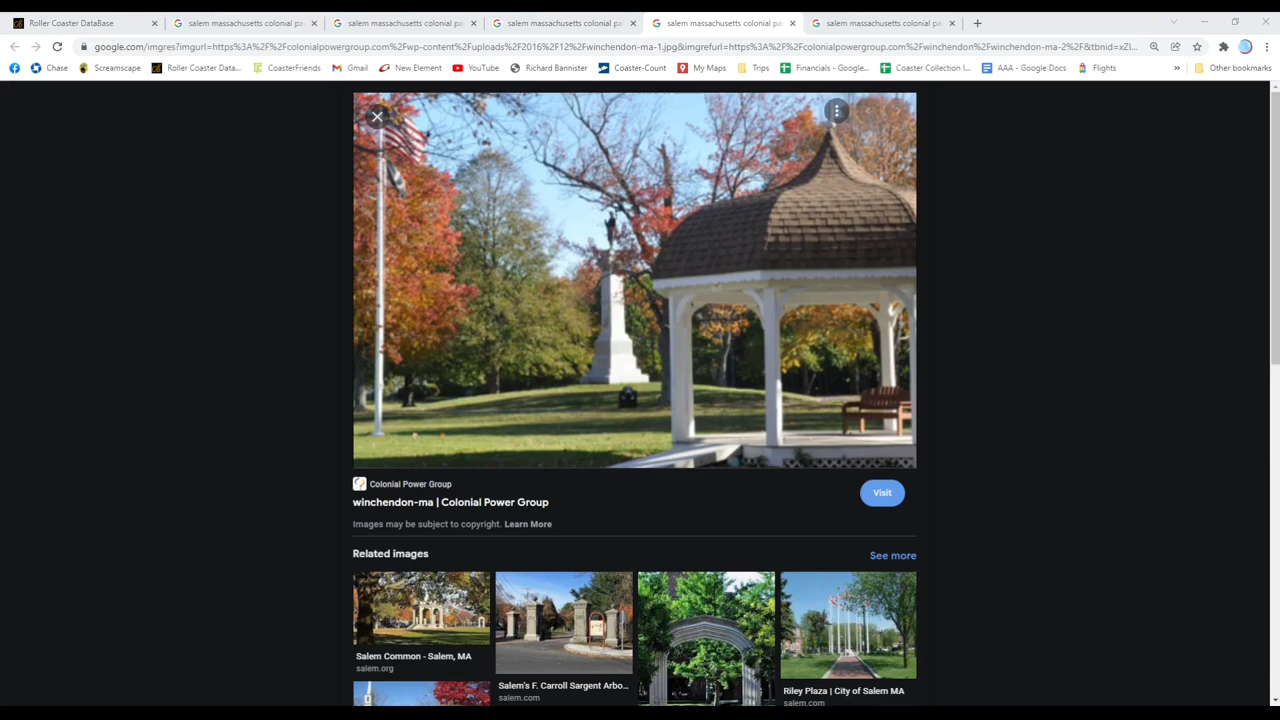 Roller Coaster DataBase
salem massachusetts colonial pa
salem massachusetts colonial pa
salem massachusetts colonial pa
salem massachusetts colonial pa
salem massachusetts colonial pa
google.com/imgres?imgurl=https%3A%2F%2Fcolonialpowergroup.com%2Fwp-content%2Fuploads%2F2016%2F12%2Fwinchendon-ma-1.jpg&imgrefurl=https%3A%2F%2Fcolonialpowergroup.com%2Fwinchendon%2Fwinchendon-ma-2%2F&tbnid=xZI...
Chase
Screamscape
Roller Coaster Data...
CoasterFriends
Gmail
New Element
YouTube
Richard Bannister
Coaster-Count
My Maps
Trips
Financials - Google...
Coaster Collection I...
AAA - Google Docs
Flights
»
Other bookmarks
Colonial Power Group
winchendon-ma | Colonial Power Group
Visit
Images may be subject to copyright. Learn More
Related images
See more
Salem Common - Salem, MA
salem.org
Salem's F. Carroll Sargent Arbo...
salem.com
Riley Plaza | City of Salem MA
salem.com